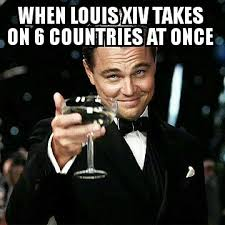 WHEN LOUIS XIV TAKES
ON 6 COUNTRIES AT ONCE